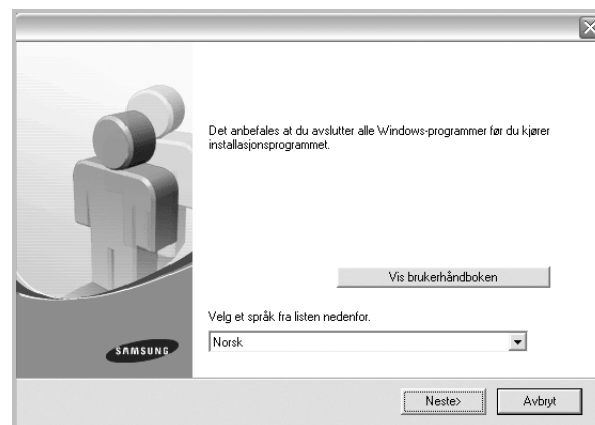 Det anbefales at du avslutter alle Windows-programmer før du kjører
installasjonsprogrammet.
Vis brukerhåndboken
Velg et språk fra listen nedenfor.
Norsk
SAMSUNG
Neste>
Avbryt